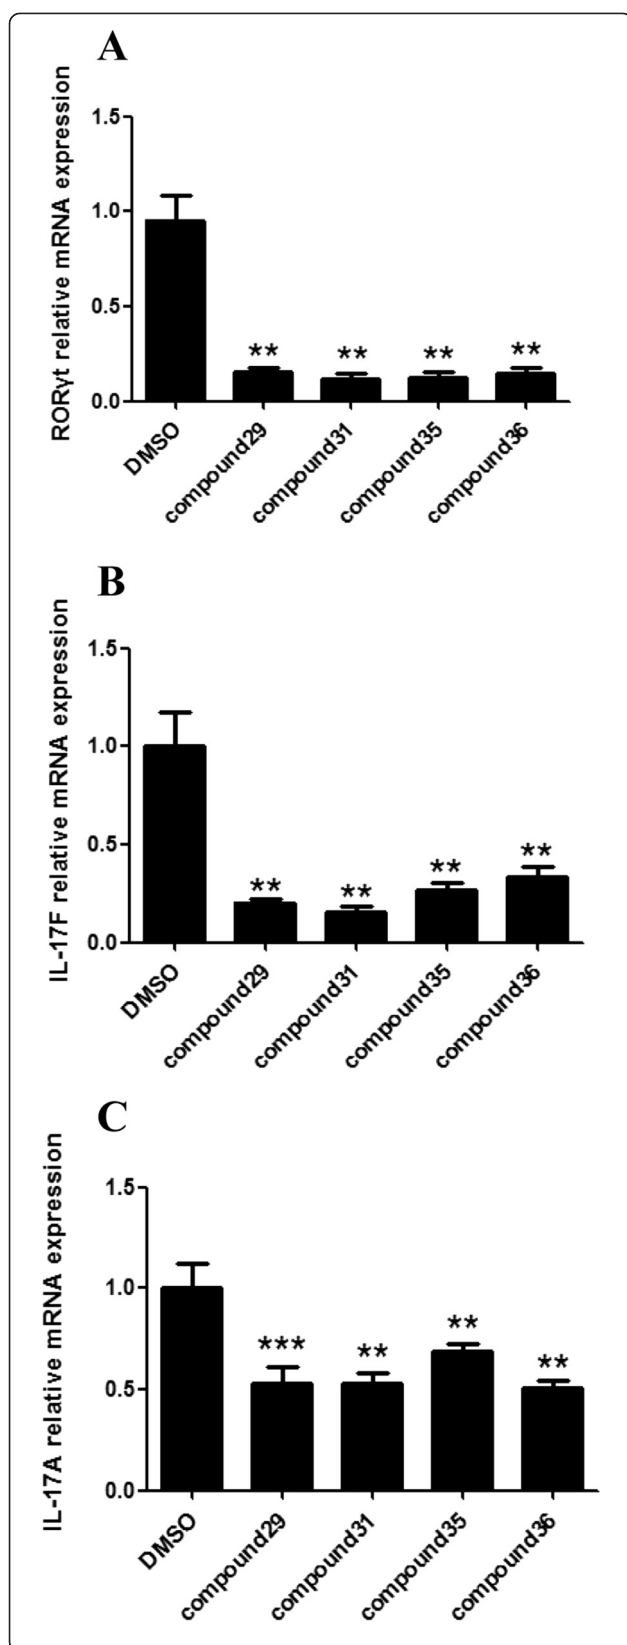 A
RORγt relative mRNA expression
1.5
1.0
0.5
0.0
** ** ** **
DMSO
compound29
compound31
compound35
compound36
B
IL-17F relative mRNA expression
1.5
1.0
0.5
0.0
** ** ** **
DMSO
compound29
compound31
compound35
compound36
C
IL-17A relative mRNA expression
1.5
1.0
0.5
0.0
*** ** ** **
DMSO
compound29
compound31
compound35
compound36